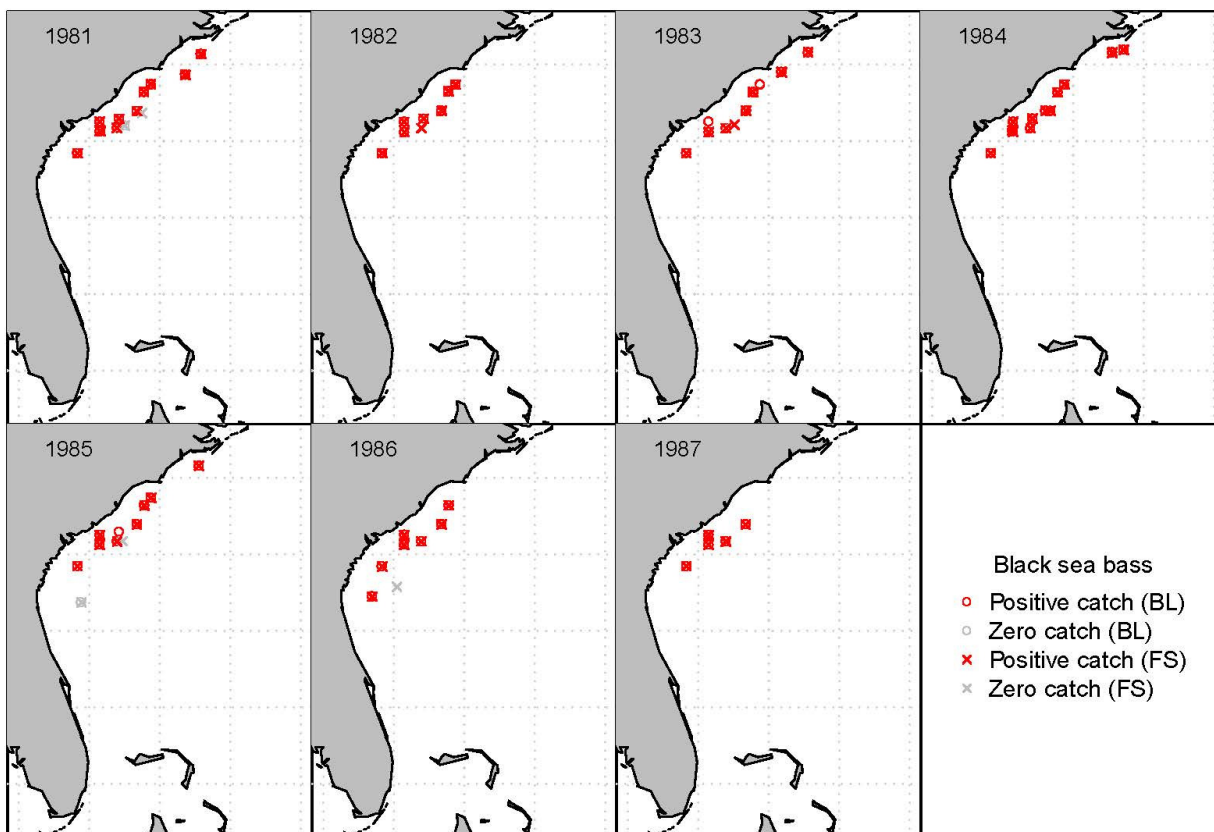 1981
1982
1983
1984
1985
1986
1987
Black sea bass
Positive catch (BL)
Zero catch (BL)
Positive catch (FS)
Zero catch (FS)